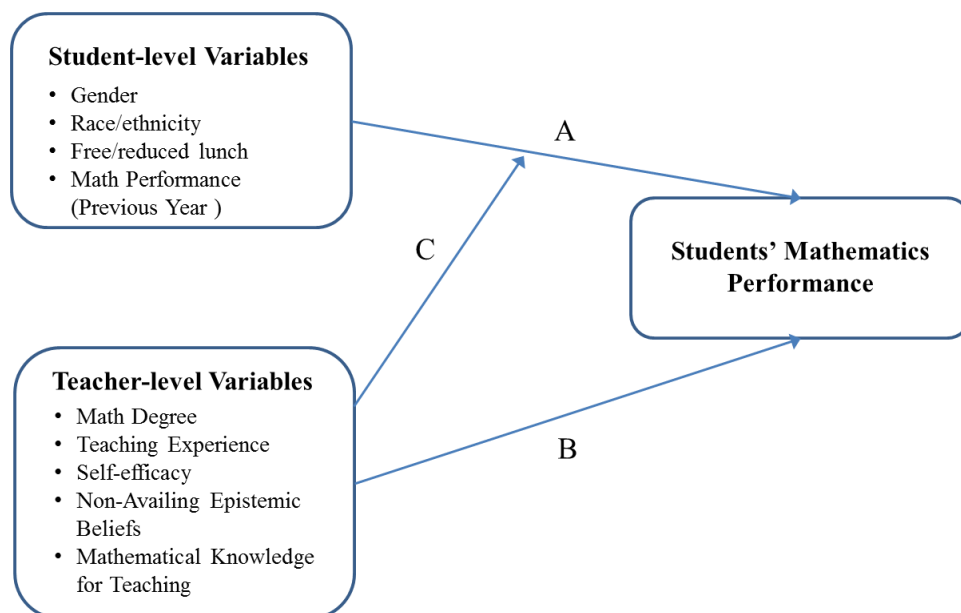 Student-level Variables
• Gender
• Race/ethnicity
• Free/reduced lunch
• Math Performance
(Previous Year )
A
C
Students’ Mathematics
Performance
Teacher-level Variables
• Math Degree
• Teaching Experience
• Self-efficacy
• Non-Availing Epistemic
Beliefs
• Mathematical Knowledge
for Teaching
B